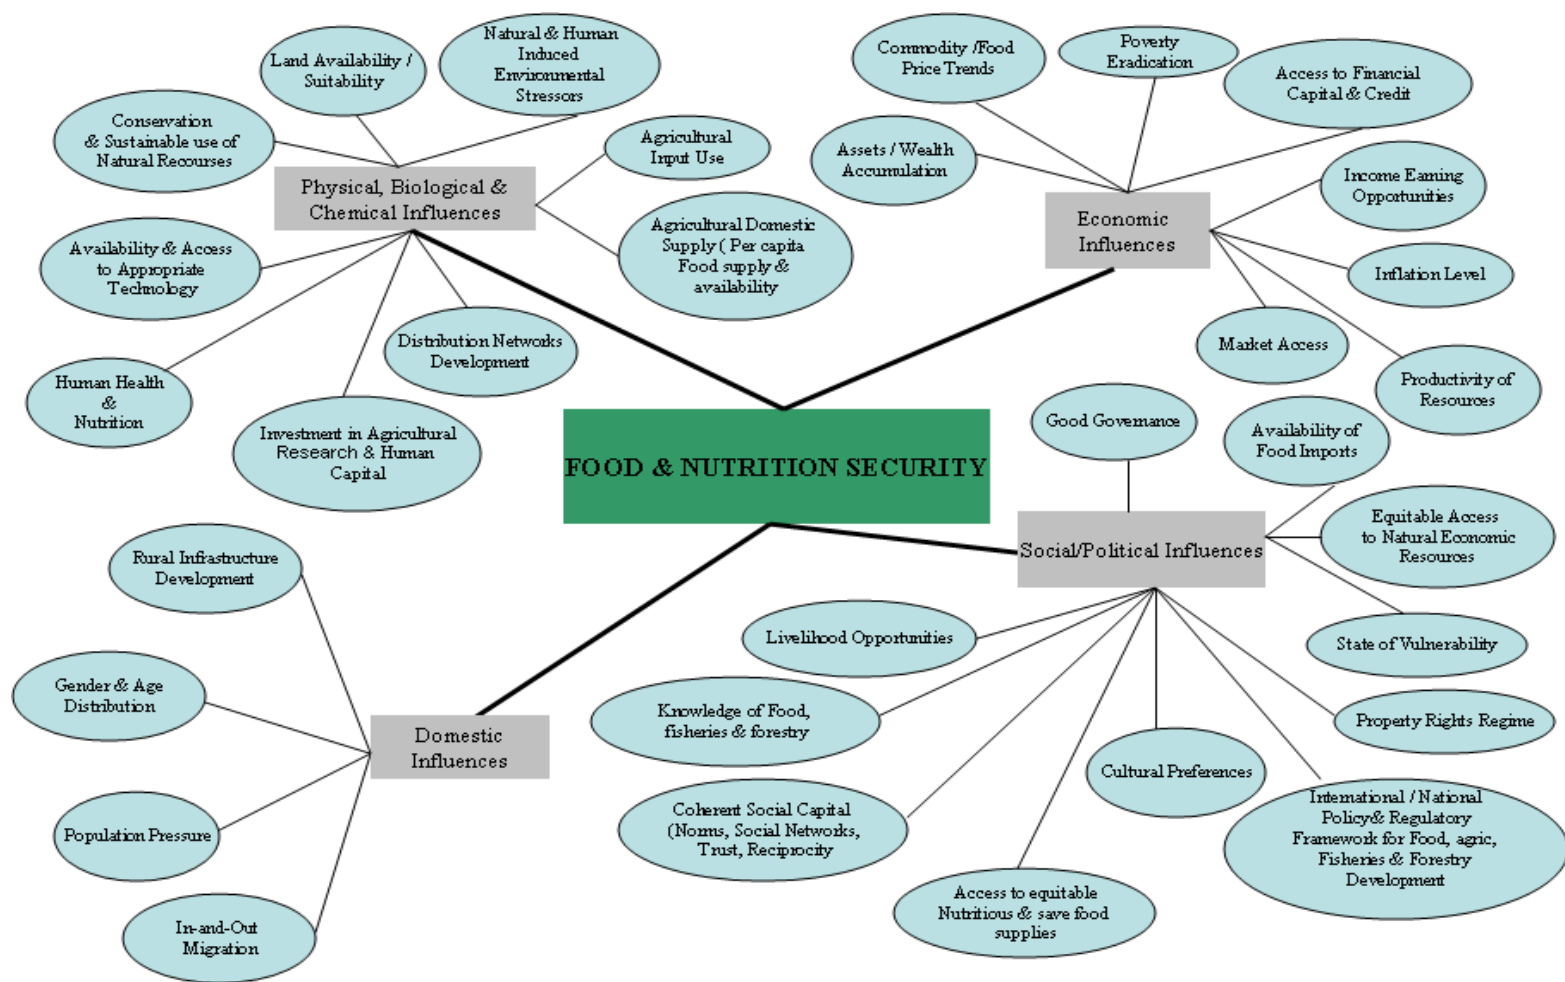 Natural & Human
Induced
Environmental
Stressors
Land Availability /
Suitability
Conservation
& Sustainable use of
Natural Recourses
Agricultural
Input Use
Physical, Biological &
Chemical Influences
Agricultural Domestic
Supply ( Per capita
Food supply &
availability
Availability & Access
to Appropriate
Technology
Distribution Networks
Development
Human Health
&
Nutrition
Investment in Agricultural
Research & Human
Capital
Commodity /Food
Price Trends
Poverty
Eradication
Access to Financial
Capital & Credit
Assets / Wealth
Accumulation
Income Earning
Opportunities
Economic
Influences
Inflation Level
Market Access
Productivity of
Resources
FOOD & NUTRITION SECURITY
Good Governance
Availability of
Food Imports
Equitable Access
to Natural Economic
Resources
Social/Political Influences
State of Vulnerability
Livelihood Opportunities
Knowledge of Food,
fisheries & forestry
Property Rights Regime
Cultural Preferences
Coherent Social Capital
(Norms, Social Networks,
Trust, Reciprocity
International / National
Policy& Regulatory
Framework for Food, agric,
Fisheries & Forestry
Development
Access to equitable
Nutritious & save food
supplies
Rural Infrastructure
Development
Gender & Age
Distribution
Domestic
Influences
Population Pressure
In-and-Out
Migration